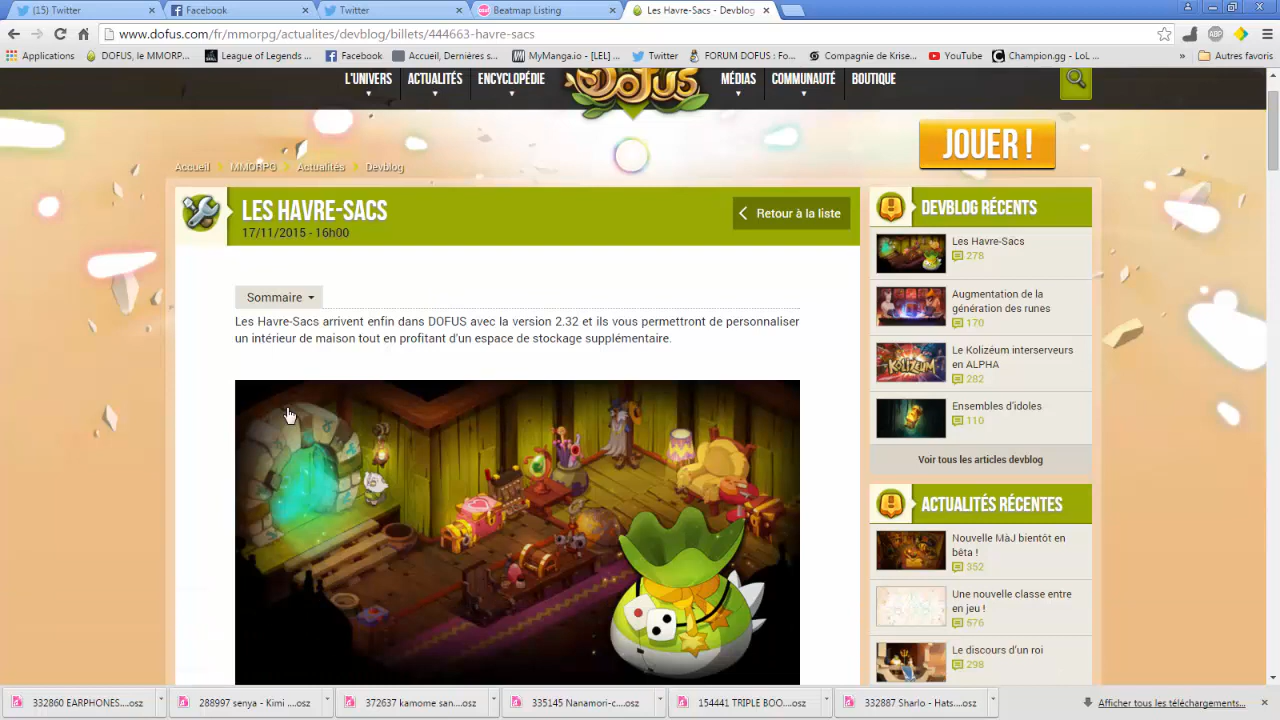 (15) Twitter
Facebook
Twitter
Beatmap Listing
Les Havre-Sacs - Devblog
www.dofus.com/fr/mmorpg/actualites/devblog/billets/444663-havre-sacs
Applications
DOFUS, le MMORP...
League of Legends ...
Facebook
Accueil, Dernières s...
MyManga.io - [LEL] ...
Twitter
FORUM DOFUS : Fo...
Compagnie de Krise...
YouTube
Champion.gg - LoL ...
»
Autres favoris
L'UNIVERS
ACTUALITÉS
ENCYCLOPÉDIE
DOFUS
MÉDIAS
COMMUNAUTÉ
BOUTIQUE
JOUER !
Accueil
MMORPG
Actualités
Devblog
LES HAVRE-SACS
17/11/2015 - 16h00
Retour à la liste
Sommaire
Les Havre-Sacs arrivent enfin dans DOFUS avec la version 2.32 et ils vous permettront de personnaliser
un intérieur de maison tout en profitant d'un espace de stockage supplémentaire.
DEVBLOG RÉCENTS
Les Havre-Sacs
278
Augmentation de la
génération des runes
170
Le Kolizéum interserveurs
en ALPHA
282
KOLIZEUM
Ensembles d'idoles
110
Voir tous les articles devblog
ACTUALITÉS RÉCENTES
Nouvelle MàJ bientôt en
bêta !
352
Une nouvelle classe entre
en jeu !
576
Le discours d'un roi
298
332860 EARPHONES....osz
289997 senya - Kimi ....osz
372637 kamome san....osz
335145 Nanamori-c....osz
154441 TRIPLE BOO....osz
332887 Sharlo - Hats....osz
Afficher tous les téléchargements...